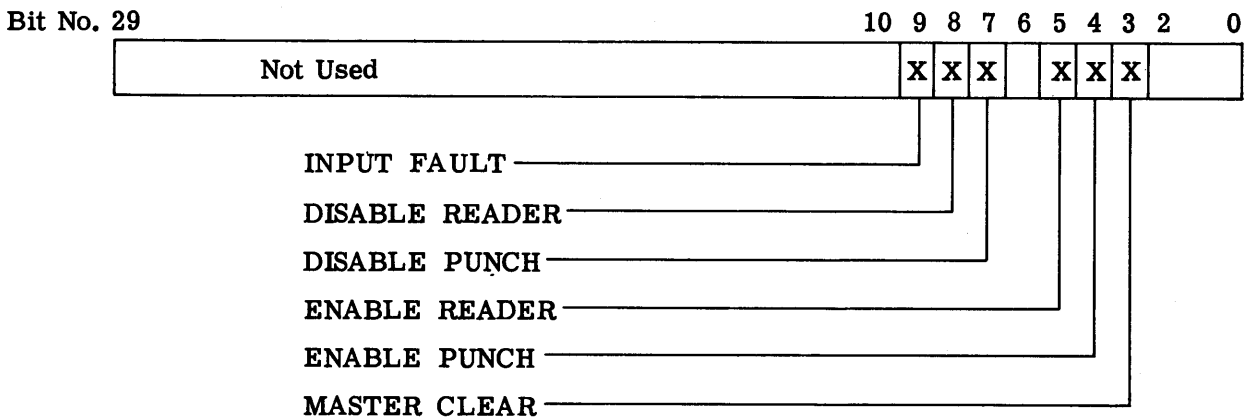 Bit No. 29 10 9 8 7 6 5 4 3 2 0
Not Used X X X X X X
INPUT FAULT
DISABLE READER
DISABLE PUNCH
ENABLE READER
ENABLE PUNCH
MASTER CLEAR